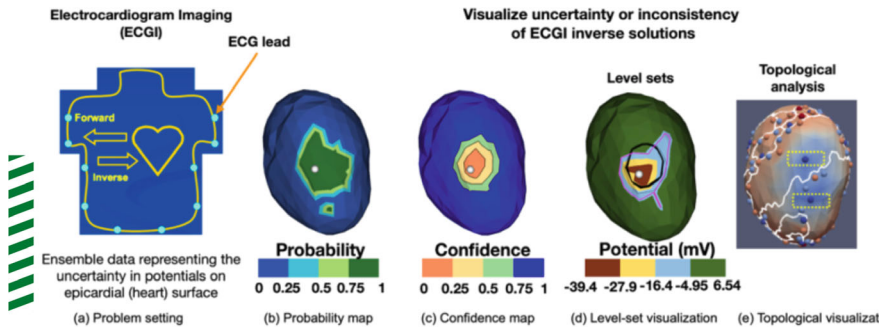 Electrocardiogram Imaging
(ECGI)
ECG lead
Forward
Inverse
Ensemble data representing the
uncertainty in potentials on
epicardial (heart) surface
(a) Problem setting
Visualize uncertainty or inconsistency
of ECGI inverse solutions
Probability
0 0.25 0.5 0.75 1
(b) Probability map
Confidence
0 0.25 0.5 0.75 1
(c) Confidence map
Level sets
Potential (mV)
-39.4 -27.9 -16.4 -4.95 6.54
(d) Level-set visualization
Topological
analysis
(e) Topological visualizat